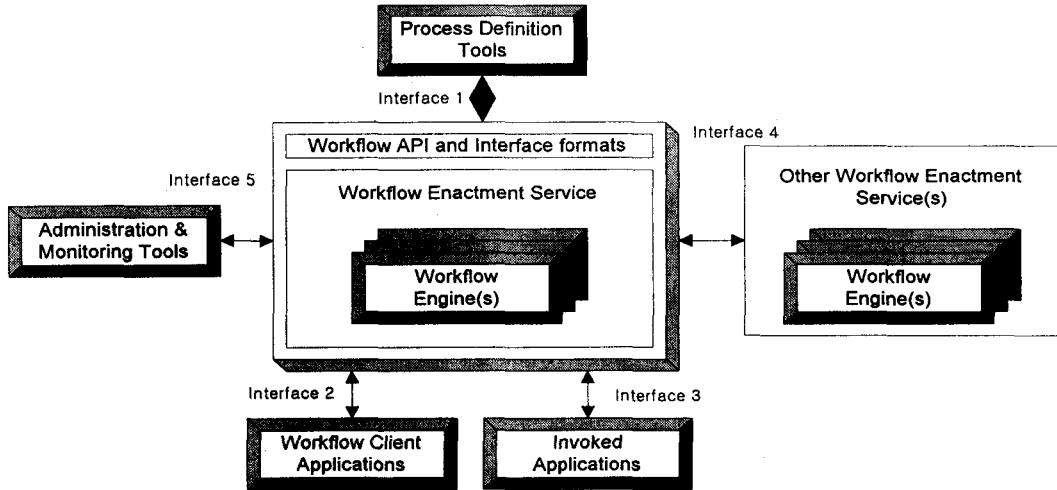 Process Definition
Tools
Interface 1
Workflow API and Interface formats
Interface 4
Interface 5
Workflow Enactment Service
Other Workflow Enactment
Service(s)
Administration &
Monitoring Tools
Workflow
Engine(s)
Workflow
Engine(s)
Interface 2
Interface 3
Workflow Client
Applications
Invoked
Applications